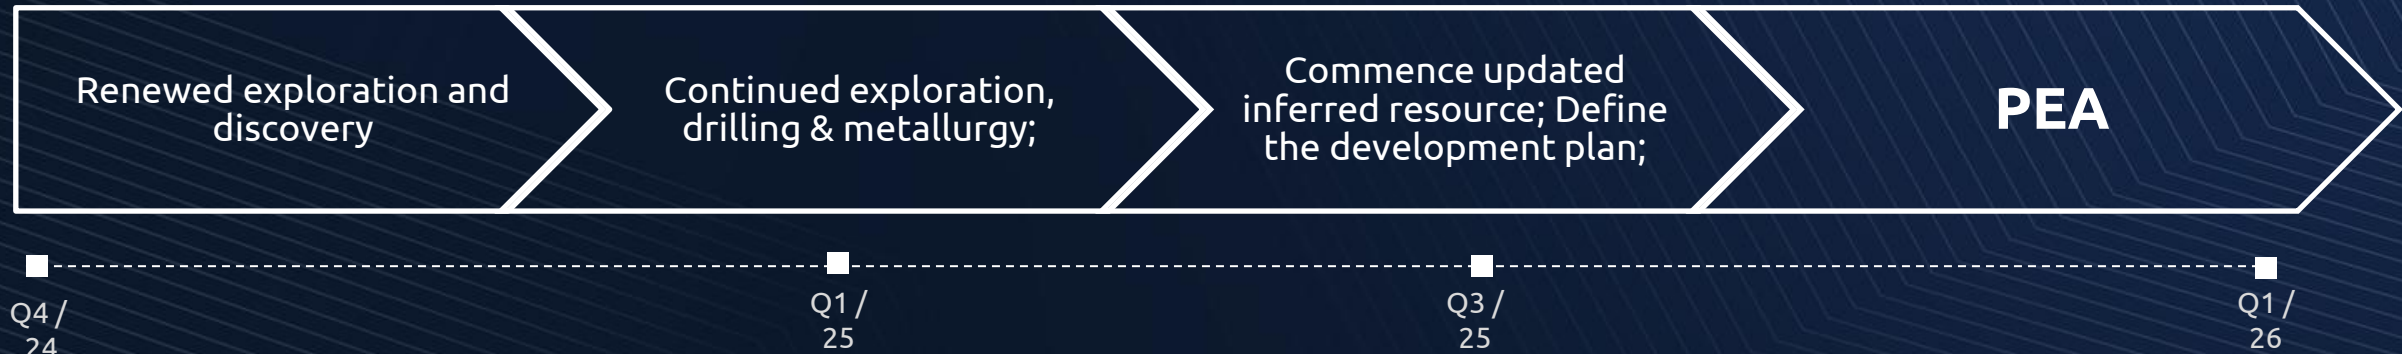 Renewed exploration and
discovery
Continued exploration,
drilling & metallurgy;
Commence updated
inferred resource; Define
the development plan;
PEA
Q4 /
24
Q1 /
25
Q3 /
25
Q1 /
26